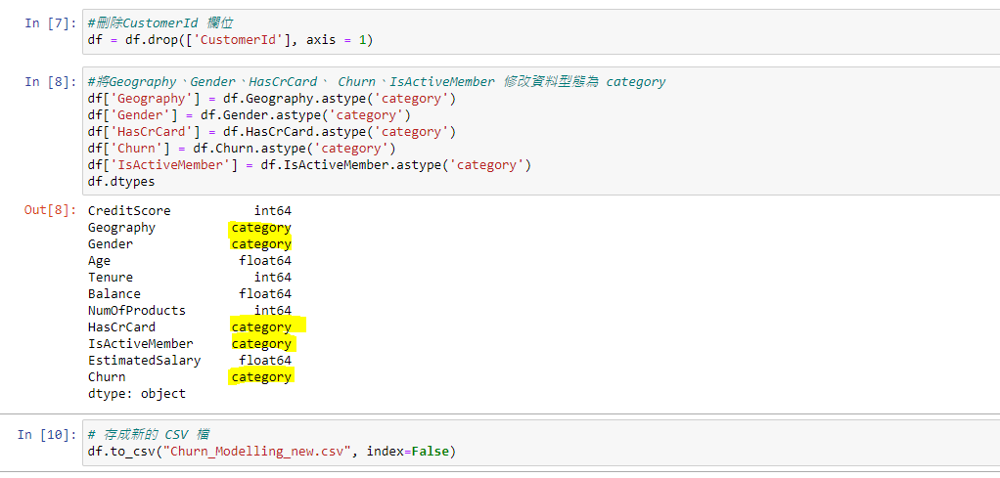 In [7]: #刪除CustomerId 欄位
df = df.drop(['CustomerId'], axis = 1)
In [8]: #將Geography、Gender、HasCrCard、 Churn、IsActiveMember 修改資料型態為 category
df['Geography'] = df.Geography.astype('category')
df['Gender'] = df.Gender.astype('category')
df['HasCrCard'] = df.HasCrCard.astype('category')
df['Churn'] = df.Churn.astype('category')
df['IsActiveMember'] = df.IsActiveMember.astype('category')
df.dtypes
Out[8]: CreditScore int64
Geography category
Gender category
Age float64
Tenure int64
Balance float64
NumOfProducts int64
HasCrCard category
IsActiveMember category
EstimatedSalary float64
Churn category
dtype: object
In [10]: # 存成新的 CSV 檔
df.to_csv("Churn_Modelling_new.csv", index=False)